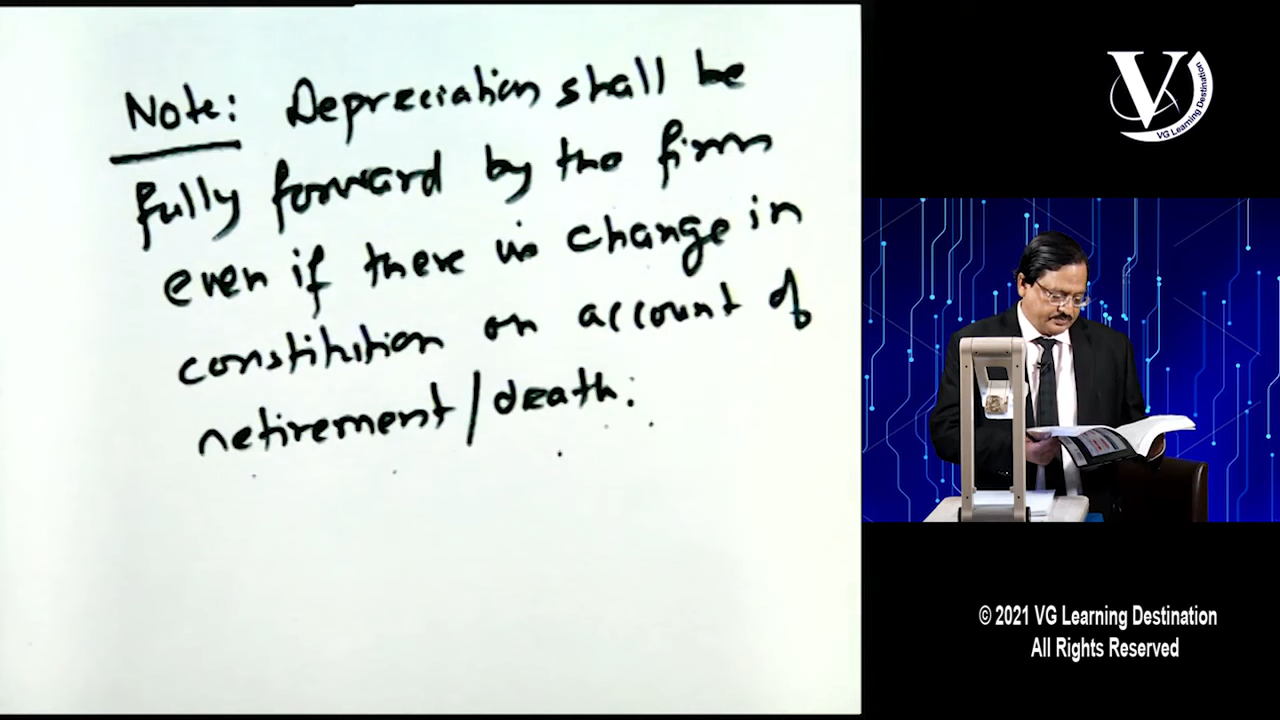 Note: Depreciation shall be
fully forward by the firm
even if there is change in
constitution on account of
retirement/death.
V
VG Learning Destination
© 2021 VG Learning Destination
All Rights Reserved